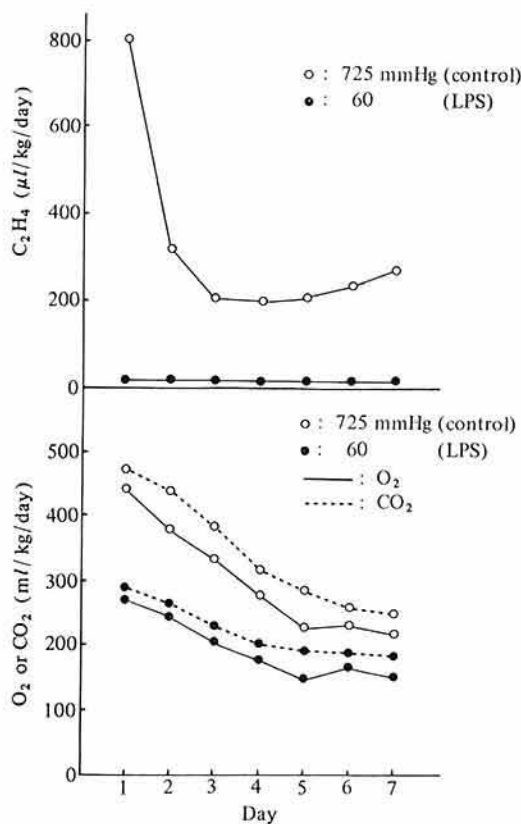 800
600
400
200
0
C₂H₄ (μl/kg/day)
○ : 725 mmHg (control)
● : 60 (LPS)
500
400
300
200
100
0
O₂ or CO₂ (ml/kg/day)
○ : 725 mmHg (control)
● : 60 (LPS)
: O₂
: CO₂
1 2 3 4 5 6 7
Day